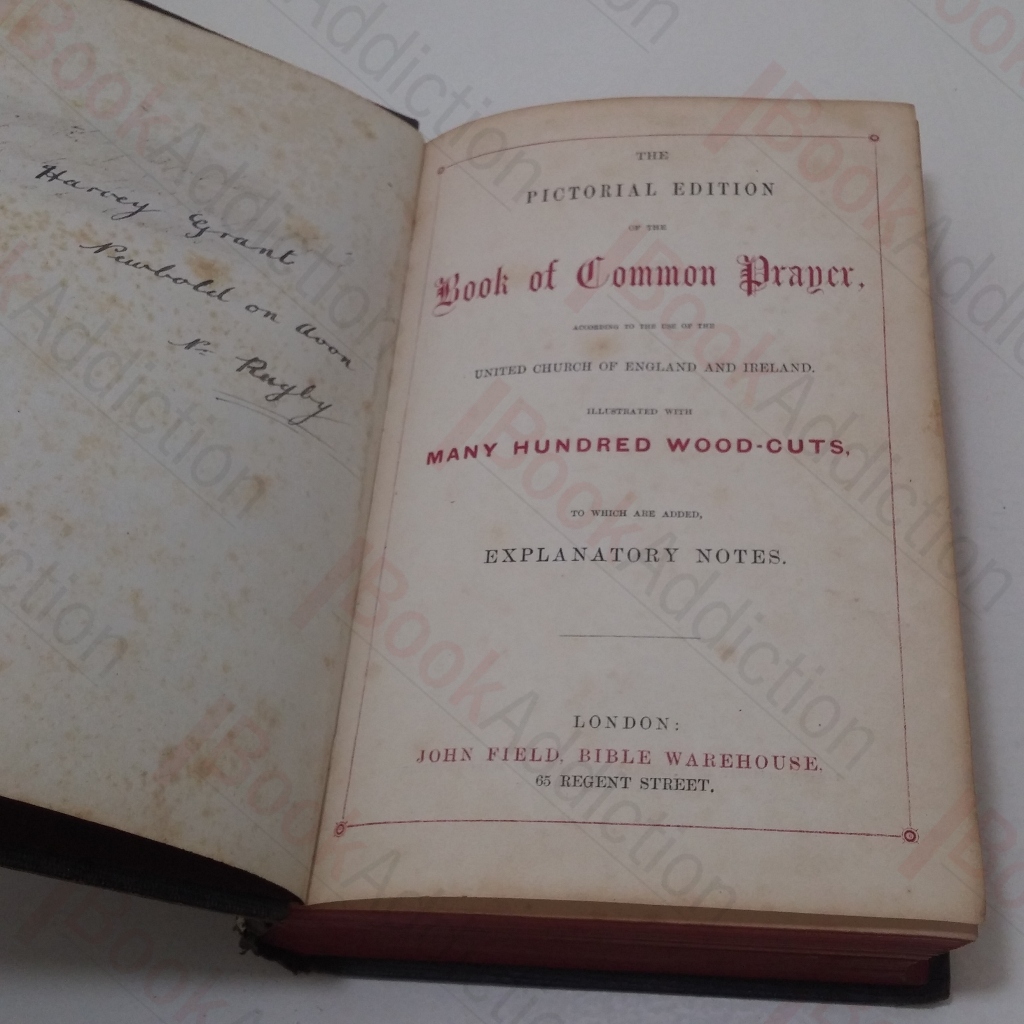 Harvey Grant
Newbold on Avon
Nr Rugby
THE
PICTORIAL EDITION
OF THE
Book of Common Prayer,
ACCORDING TO THE USE OF THE
UNITED CHURCH OF ENGLAND AND IRELAND.
ILLUSTRATED WITH
MANY HUNDRED WOOD-CUTS,
TO WHICH ARE ADDED,
EXPLANATORY NOTES.
LONDON:
JOHN FIELD, BIBLE WAREHOUSE.
65 REGENT STREET.
BookAddiction